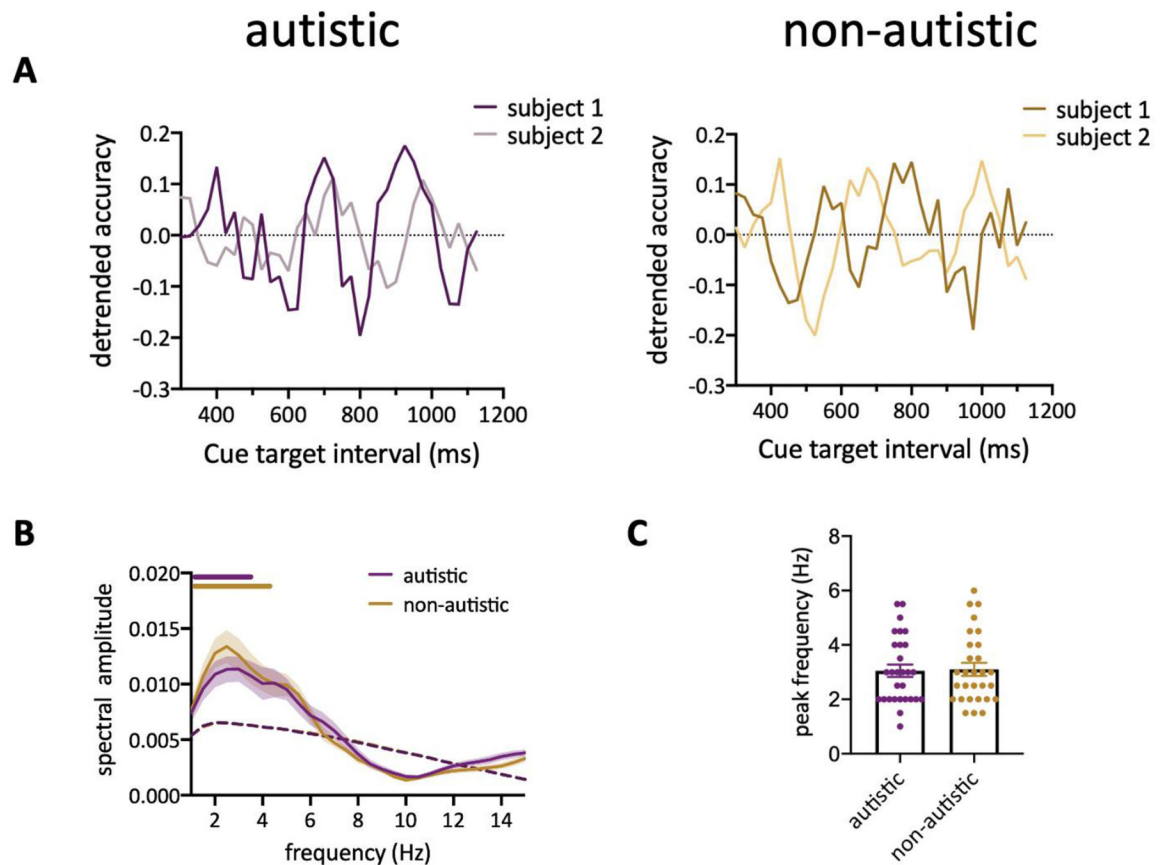 autistic
non-autistic
A
subject 1
subject 2
0.2
0.1
0.0
-0.1
-0.2
-0.3
detrended accuracy
400 600 800 1000 1200
Cue target interval (ms)
subject 1
subject 2
0.2
0.1
0.0
-0.1
-0.2
-0.3
detrended accuracy
400 600 800 1000 1200
Cue target interval (ms)
B
autistic
non-autistic
0.020
0.015
0.010
0.005
0.000
spectral amplitude
2 4 6 8 10 12 14
frequency (Hz)
C
8
6
4
2
0
peak frequency (Hz)
autistic
non-autistic